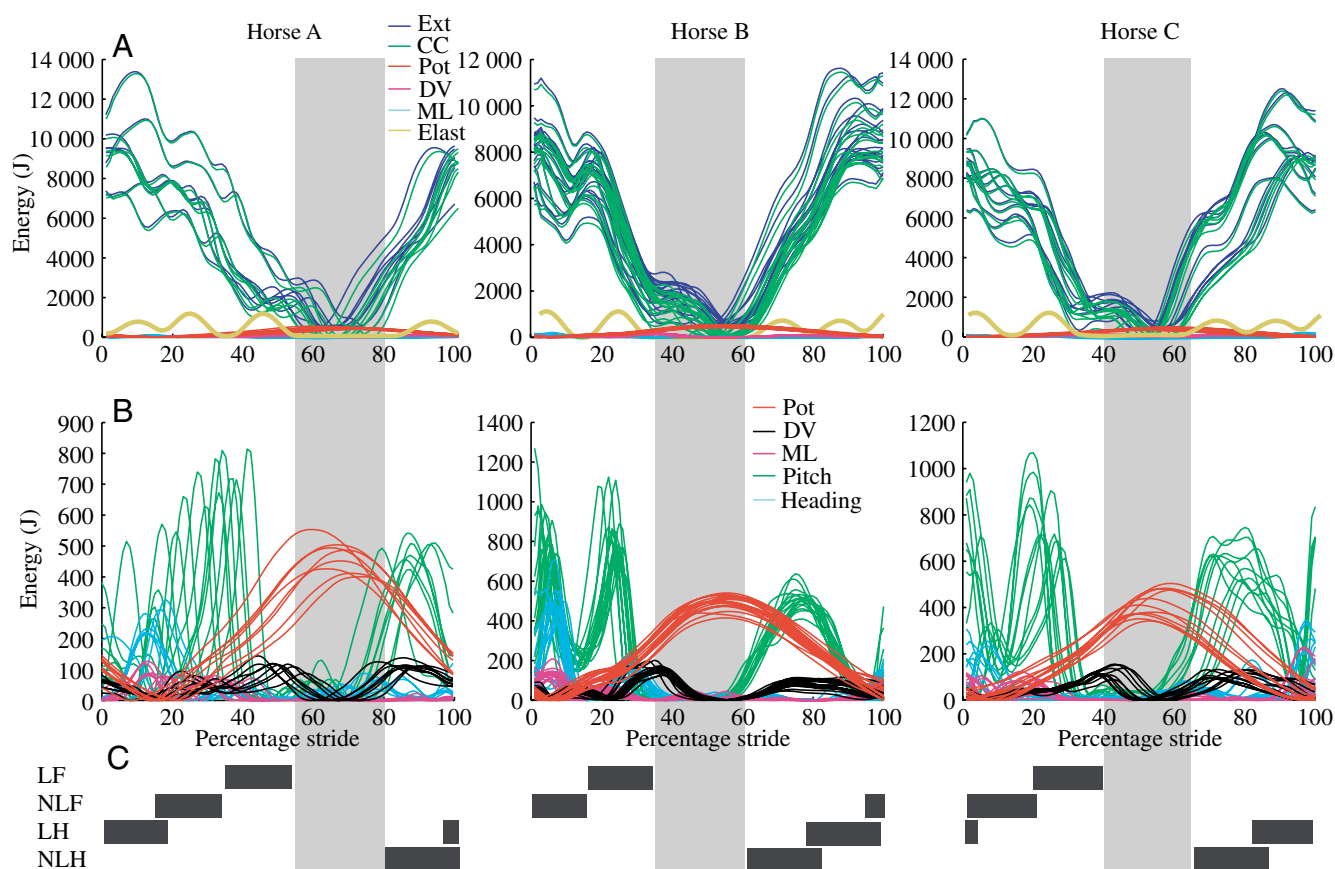 A
Horse A
Ext
CC
Pot
DV
ML
Elast
Horse B
Horse C
Energy (J)
14 000
12 000
10 000
8000
6000
4000
2000
0
0 20 40 60 80 100
12 000
10 000
8000
6000
4000
2000
0
0 20 40 60 80 100
14 000
12 000
10 000
8000
6000
4000
2000
0
0 20 40 60 80 100
B
Pot
DV
ML
Pitch
Heading
Energy (J)
900
800
700
600
500
400
300
200
100
0
0 20 40 60 80 100
Percentage stride
1400
1200
1000
800
600
400
200
0
0 20 40 60 80 100
Percentage stride
1200
1000
800
600
400
200
0
0 20 40 60 80 100
Percentage stride
C
LF
NLF
LH
NLH